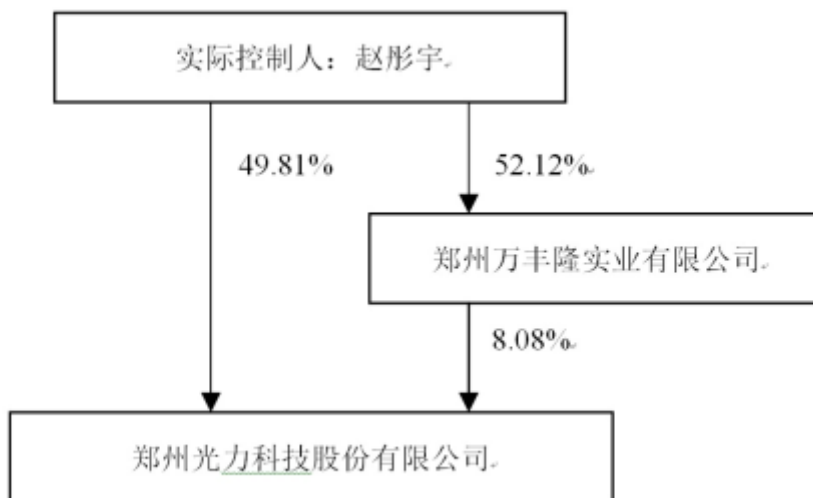 实际控制人：赵彤宇
49.81%
52.12%
郑州万丰隆实业有限公司
8.08%
郑州光力科技股份有限公司